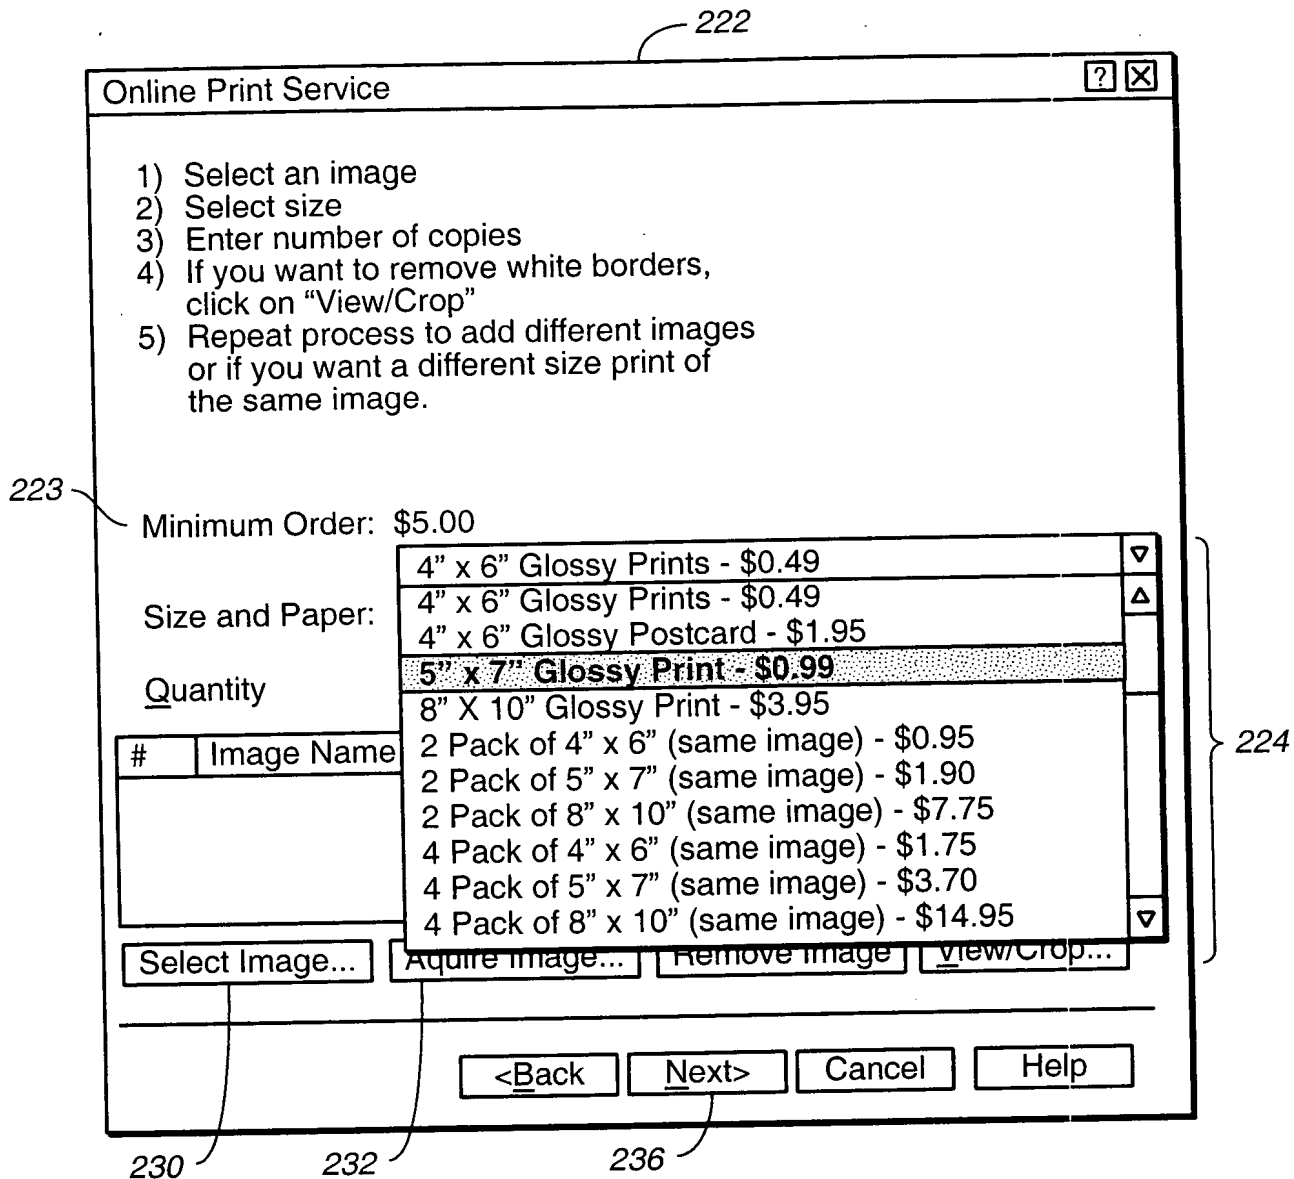 222
Online Print Service ?
1) Select an image
2) Select size
3) Enter number of copies
4) If you want to remove white borders,
click on “View/Crop”
5) Repeat process to add different images
or if you want a different size print of
the same image.
223
Minimum Order: $5.00
4” x 6” Glossy Prints - $0.49
Size and Paper:
4” x 6” Glossy Prints - $0.49
4” x 6” Glossy Postcard - $1.95
5” x 7” Glossy Print - $0.99
Quantity
8” X 10” Glossy Print - $3.95
# Image Name
2 Pack of 4” x 6” (same image) - $0.95
2 Pack of 5” x 7” (same image) - $1.90
2 Pack of 8” x 10” (same image) - $7.75
4 Pack of 4” x 6” (same image) - $1.75
4 Pack of 5” x 7” (same image) - $3.70
4 Pack of 8” x 10” (same image) - $14.95
224
Select Image... Aquire Image... Remove Image View/Crop...
<Back Next> Cancel Help
230 232 236